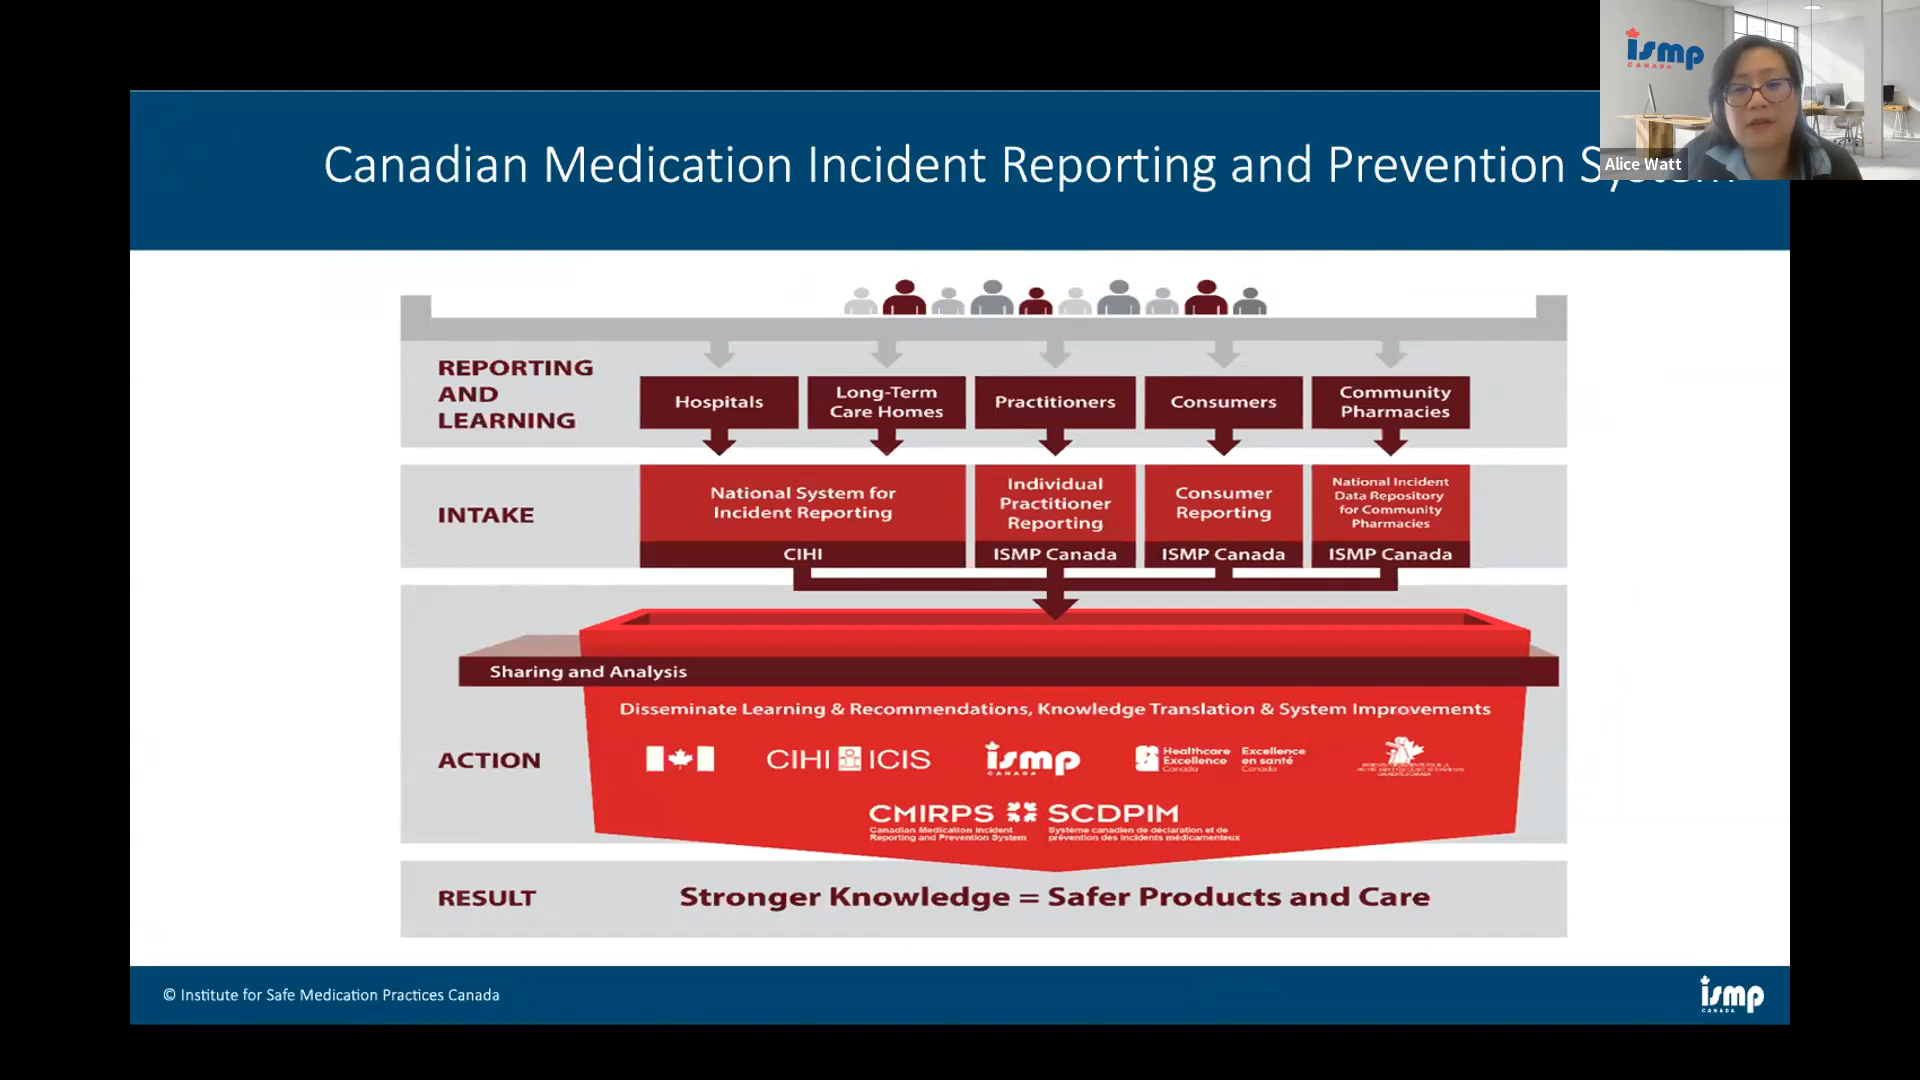 ismp
CANADA
Alice Watt
Canadian Medication Incident Reporting and Prevention System
REPORTING
AND
LEARNING
Hospitals
Long-Term
Care Homes
Practitioners
Consumers
Community
Pharmacies
INTAKE
National System for
Incident Reporting
CIHI
Individual
Practitioner
Reporting
ISMP Canada
Consumer
Reporting
ISMP Canada
National Incident
Data Repository
for Community
Pharmacies
ISMP Canada
Sharing and Analysis
Disseminate Learning & Recommendations, Knowledge Translation & System Improvements
ACTION
CIHI ICIS
ismp
CANADA
Healthcare
Excellence
Canada
Excellence
en santé
Canada
CMIRPS SCDPIM
Canadian Medication Incident
Reporting and Prevention System
Système canadien de déclaration et de
prévention des incidents médicamenteux
RESULT
Stronger Knowledge = Safer Products and Care
© Institute for Safe Medication Practices Canada
ismp
CANADA